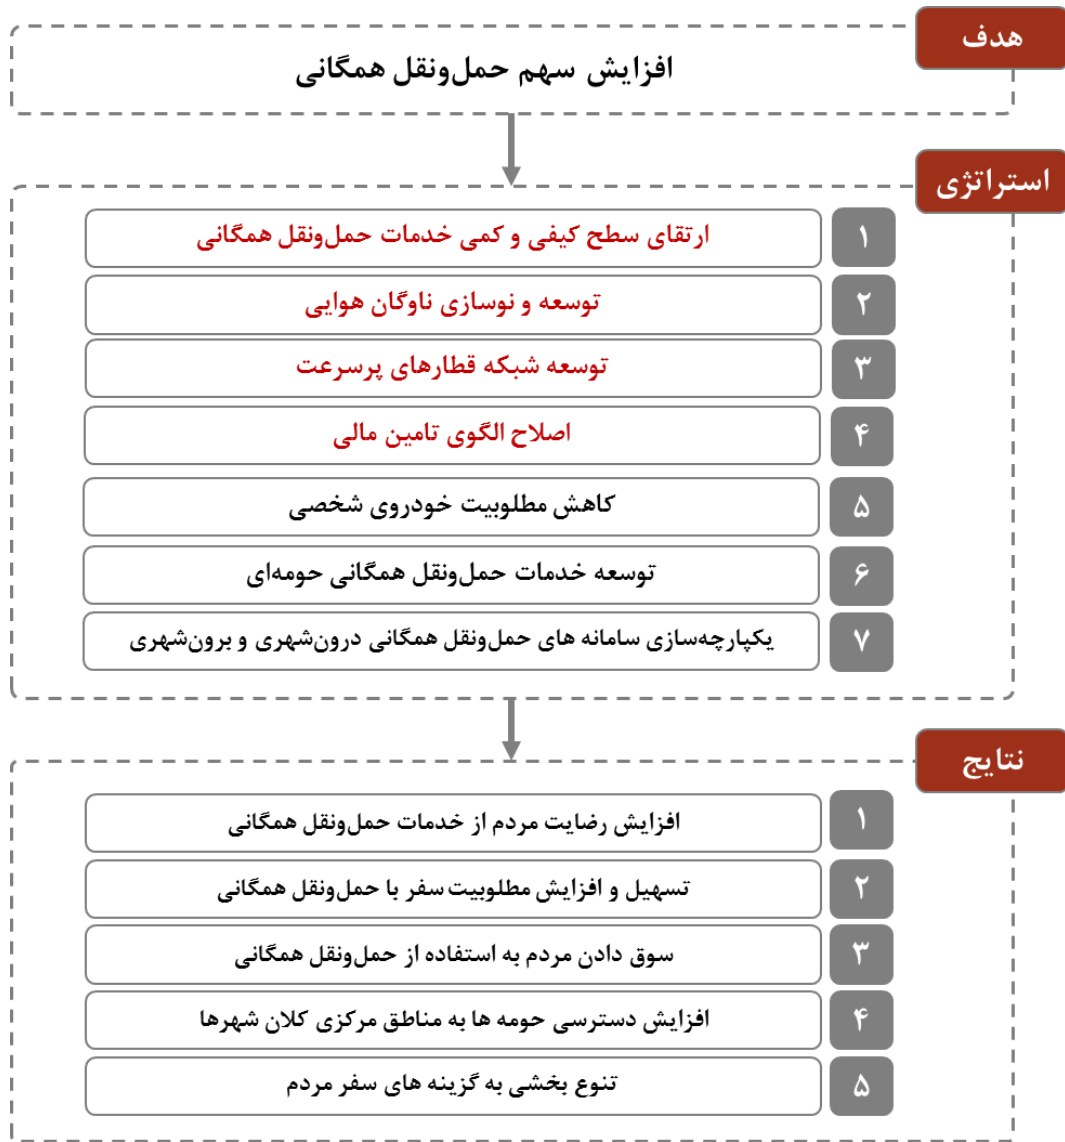 هدف
افزایش سهم حمل‌ونقل همگانی
استراتژی
۱ ارتقای سطح کیفی و کمی خدمات حمل‌ونقل همگانی
۲ توسعه و نوسازی ناوگان هوایی
۳ توسعه شبکه قطارهای پرسرعت
۴ اصلاح الگوی تامین مالی
۵ کاهش مطلوبیت خودروی شخصی
۶ توسعه خدمات حمل‌ونقل همگانی حومه‌ای
۷ یکپارچه‌سازی سامانه های حمل‌ونقل همگانی درون‌شهری و برون‌شهری
نتایج
۱ افزایش رضایت مردم از خدمات حمل‌ونقل همگانی
۲ تسهیل و افزایش مطلوبیت سفر با حمل‌ونقل همگانی
۳ سوق دادن مردم به استفاده از حمل‌ونقل همگانی
۴ افزایش دسترسی حومه ها به مناطق مرکزی کلان شهرها
۵ تنوع بخشی به گزینه های سفر مردم